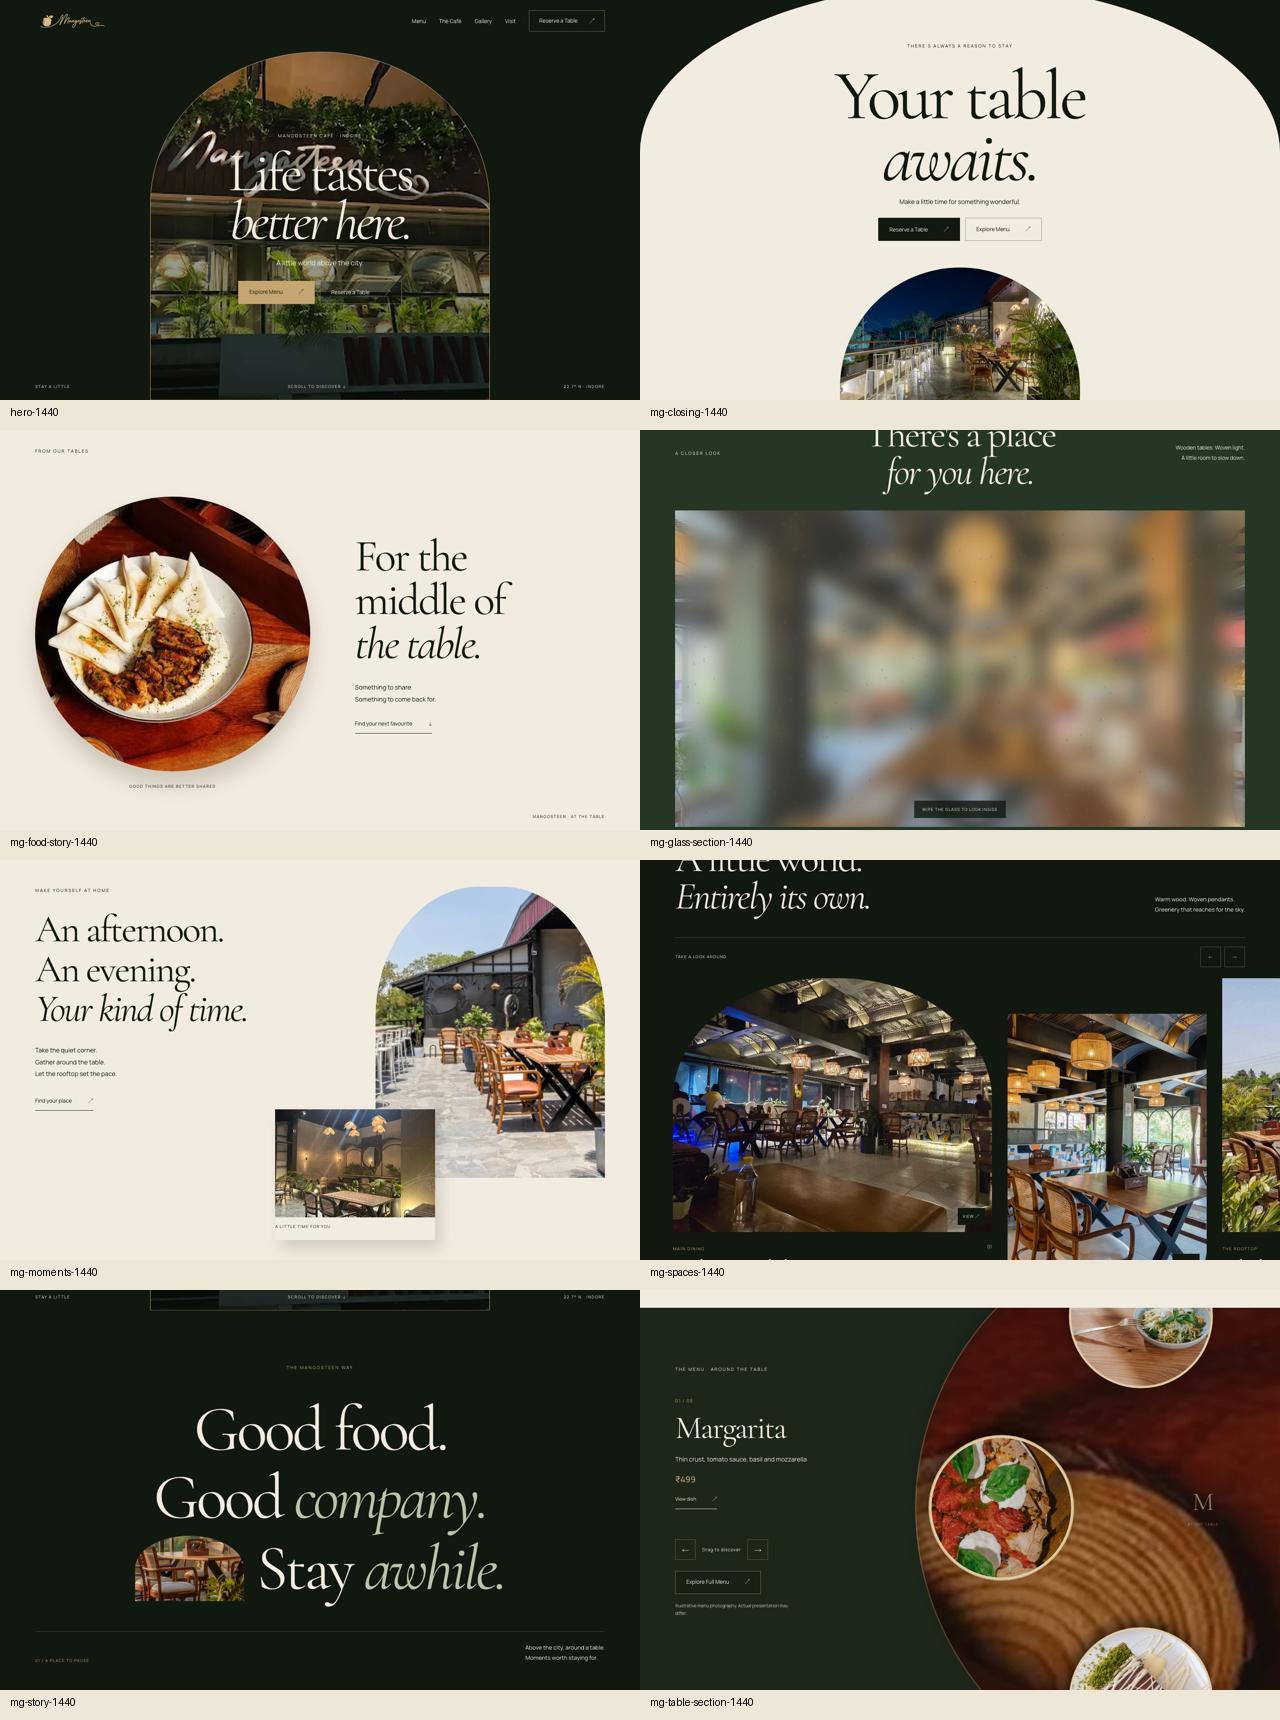 Mangosteen
Menu
The Café
Gallery
Visit
Reserve a Table ↗
MANGOSTEEN CAFÉ · INDORE
Mangosteen
Life tastes
better here.
A little world above the city.
Explore Menu ↗
Reserve a Table
STAY A LITTLE
SCROLL TO DISCOVER ↓
22.7° N · INDORE
hero-1440
THERE'S ALWAYS A REASON TO STAY
Your table
awaits.
Make a little time for something wonderful.
Reserve a Table ↗
Explore Menu ↗
mg-closing-1440
FROM OUR TABLES
For the
middle of
the table.
Something to share.
Something to come back for.
Find your next favourite ↓
GOOD THINGS ARE BETTER SHARED
MANGOSTEEN · AT THE TABLE
mg-food-story-1440
A CLOSER LOOK
There's a place
for you here.
Wooden tables. Woven light.
A little room to slow down.
WIPE THE GLASS TO LOOK INSIDE
mg-glass-section-1440
MAKE YOURSELF AT HOME
An afternoon.
An evening.
Your kind of time.
Take the quiet corner.
Gather around the table.
Let the rooftop set the pace.
Find your place ↗
A LITTLE TIME FOR YOU
mg-moments-1440
A little world.
Entirely its own.
Warm wood. Woven pendants.
Greenery that reaches for the sky.
TAKE A LOOK AROUND
← →
VIEW ↗
MAIN DINING
01
THE ROOFTOP
mg-spaces-1440
STAY A LITTLE
SCROLL TO DISCOVER ↓
22.7° N · INDORE
THE MANGOSTEEN WAY
Good food.
Good company.
Stay awhile.
01 / A PLACE TO PAUSE
Above the city, around a table.
Moments worth staying for.
mg-story-1440
THE MENU · AROUND THE TABLE
01 / 05
Margarita
Thin crust, tomato sauce, basil and mozzarella
₹499
View dish ↗
← Drag to discover →
Explore Full Menu ↗
Illustrative menu photography. Actual presentation may
differ.
M
mg-table-section-1440